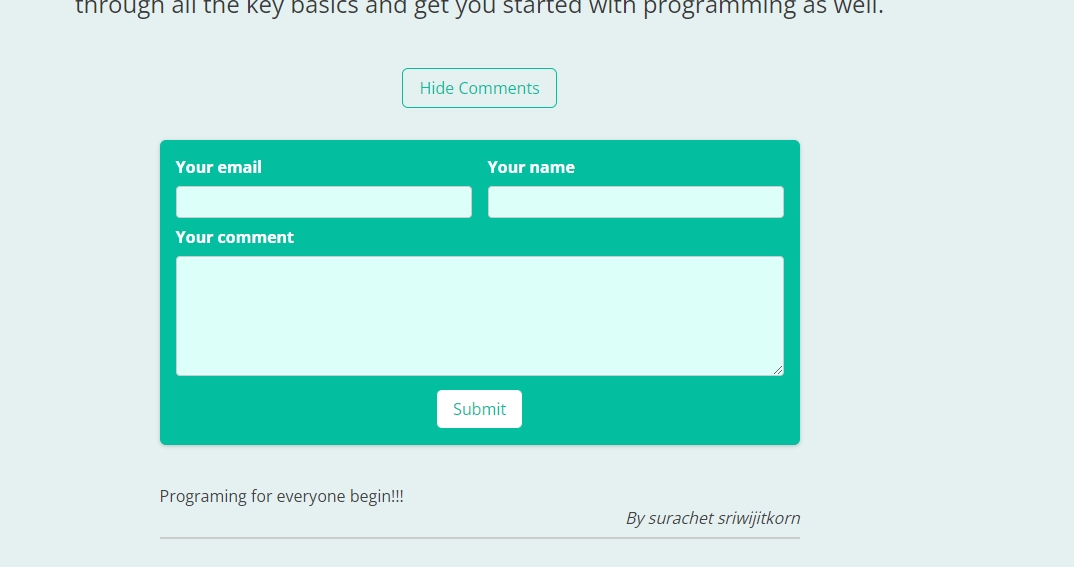 through all the key basics and get you started with programming as well.
Hide Comments
Your email Your name
Your comment
Submit
Programing for everyone begin!!!
By surachet sriwijitkorn